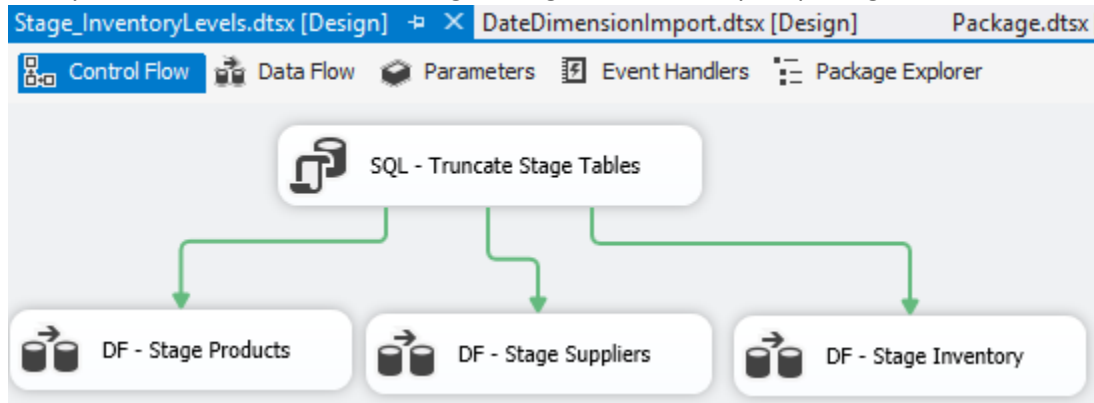 Stage_InventoryLevels.dtsx [Design] DateDimensionImport.dtsx [Design] Package.dtsx
Control Flow Data Flow Parameters Event Handlers Package Explorer
SQL - Truncate Stage Tables
DF - Stage Products DF - Stage Suppliers DF - Stage Inventory